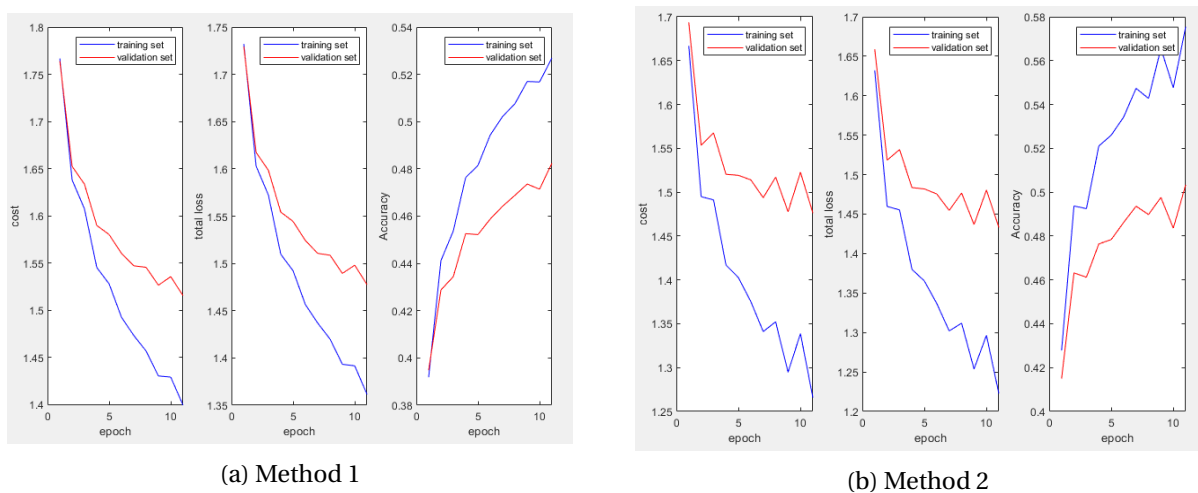 1.8
1.75
1.7
1.65
1.6
1.55
1.5
1.45
1.4
cost
0 5 10
epoch
training set
validation set
1.75
1.7
1.65
1.6
1.55
1.5
1.45
1.4
1.35
total loss
0 5 10
epoch
training set
validation set
0.54
0.52
0.5
0.48
0.46
0.44
0.42
0.4
0.38
Accuracy
0 5 10
epoch
training set
validation set
(a) Method 1
1.7
1.65
1.6
1.55
1.5
1.45
1.4
1.35
1.3
1.25
cost
0 5 10
epoch
training set
validation set
1.7
1.65
1.6
1.55
1.5
1.45
1.4
1.35
1.3
1.25
1.2
total loss
0 5 10
epoch
training set
validation set
0.58
0.56
0.54
0.52
0.5
0.48
0.46
0.44
0.42
0.4
Accuracy
0 5 10
epoch
training set
validation set
(b) Method 2